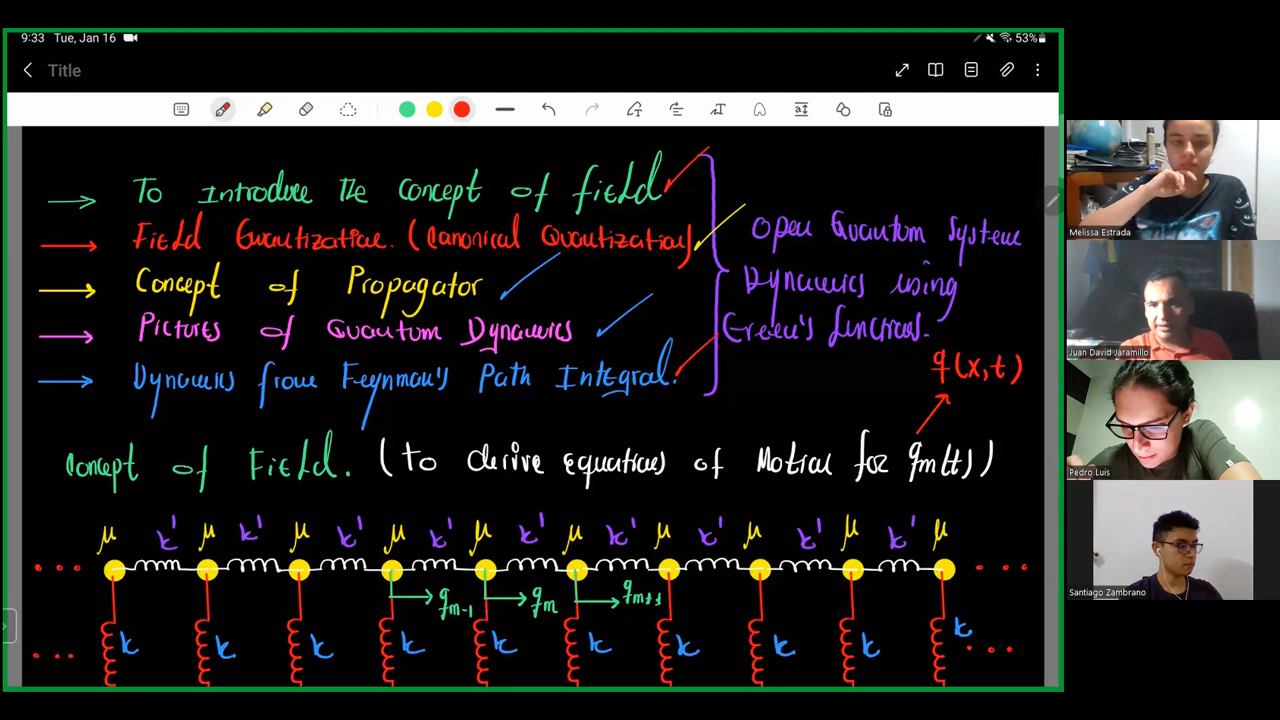 9:33 Tue, Jan 16
53%
Title
→ To Introduce the concept of field
→ Field Quantization. (Canonical Quantization).
→ Concept of Propagator
→ Pictures of Quantum Dynamics
→ Dynamics from Feynman's Path Integral.
Open Quantum System
Dynamics using
Green's functions.
q(x,t)
Concept of Field. (To derive equations of Motion for qm(t))
μ k' μ k' μ k' μ k' μ k' μ k' μ k' μ k' μ k' μ
... ...
qm-1 qm qm+1
k k k k k k k k k k
... ...
Melissa Estrada
Juan David Jaramillo
Pedro Luis
Santiago Zambrano